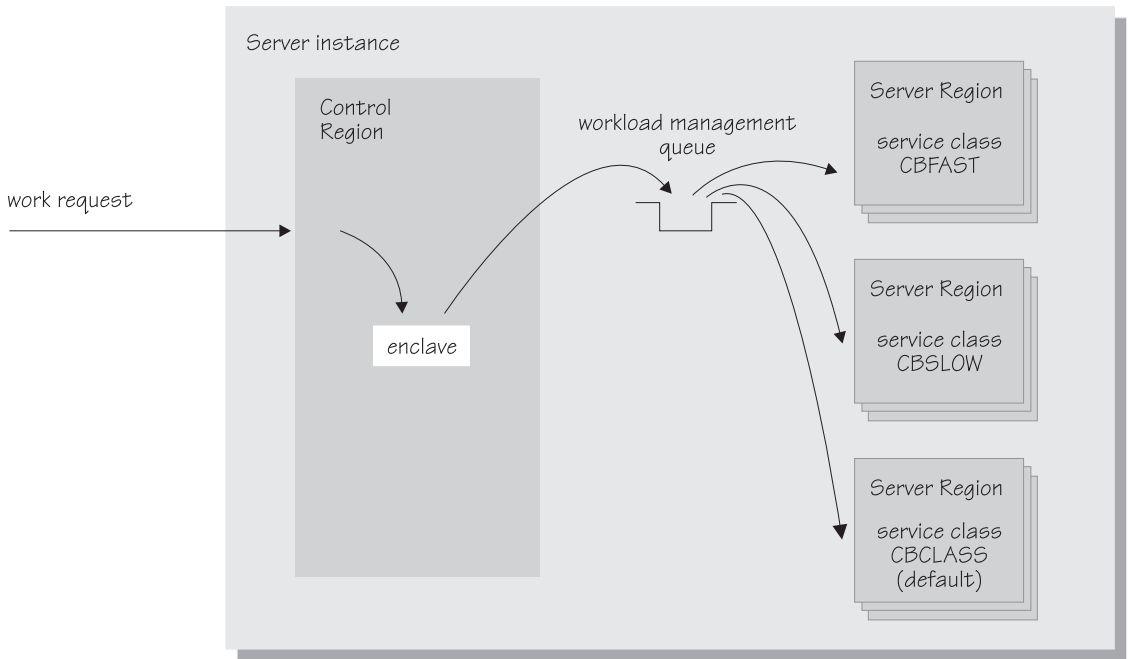 Server instance
Control
Region
workload management
queue
work request
enclave
Server Region
service class
CBFAST
Server Region
service class
CBSLOW
Server Region
service class
CBCLASS
(default)